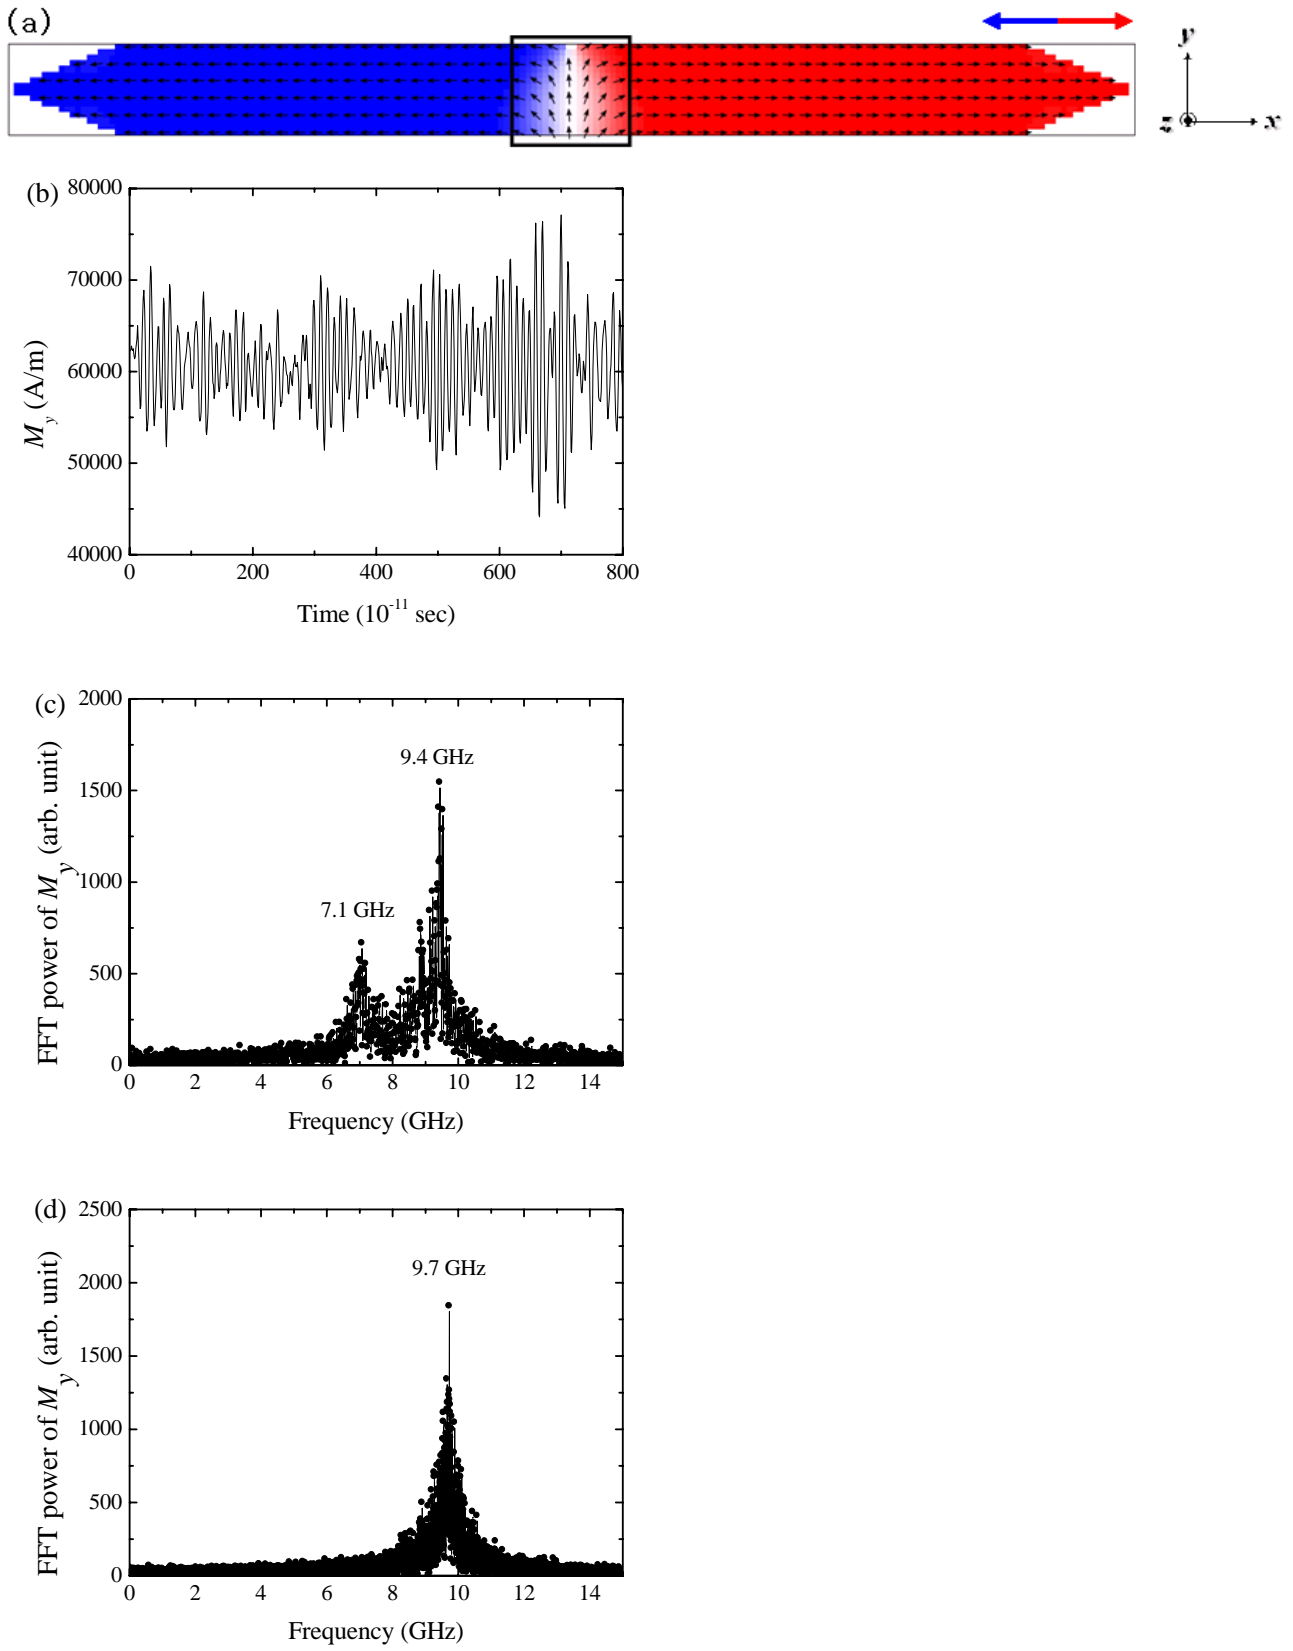 (a)
y
z
x
(b)
80000
70000
60000
50000
40000
M_y (A/m)
0 200 400 600 800
Time (10^-11 sec)
(c)
2000
1500
1000
500
0
FFT power of M_y (arb. unit)
9.4 GHz
7.1 GHz
0 2 4 6 8 10 12 14
Frequency (GHz)
(d)
2500
2000
1500
1000
500
0
FFT power of M_y (arb. unit)
9.7 GHz
0 2 4 6 8 10 12 14
Frequency (GHz)